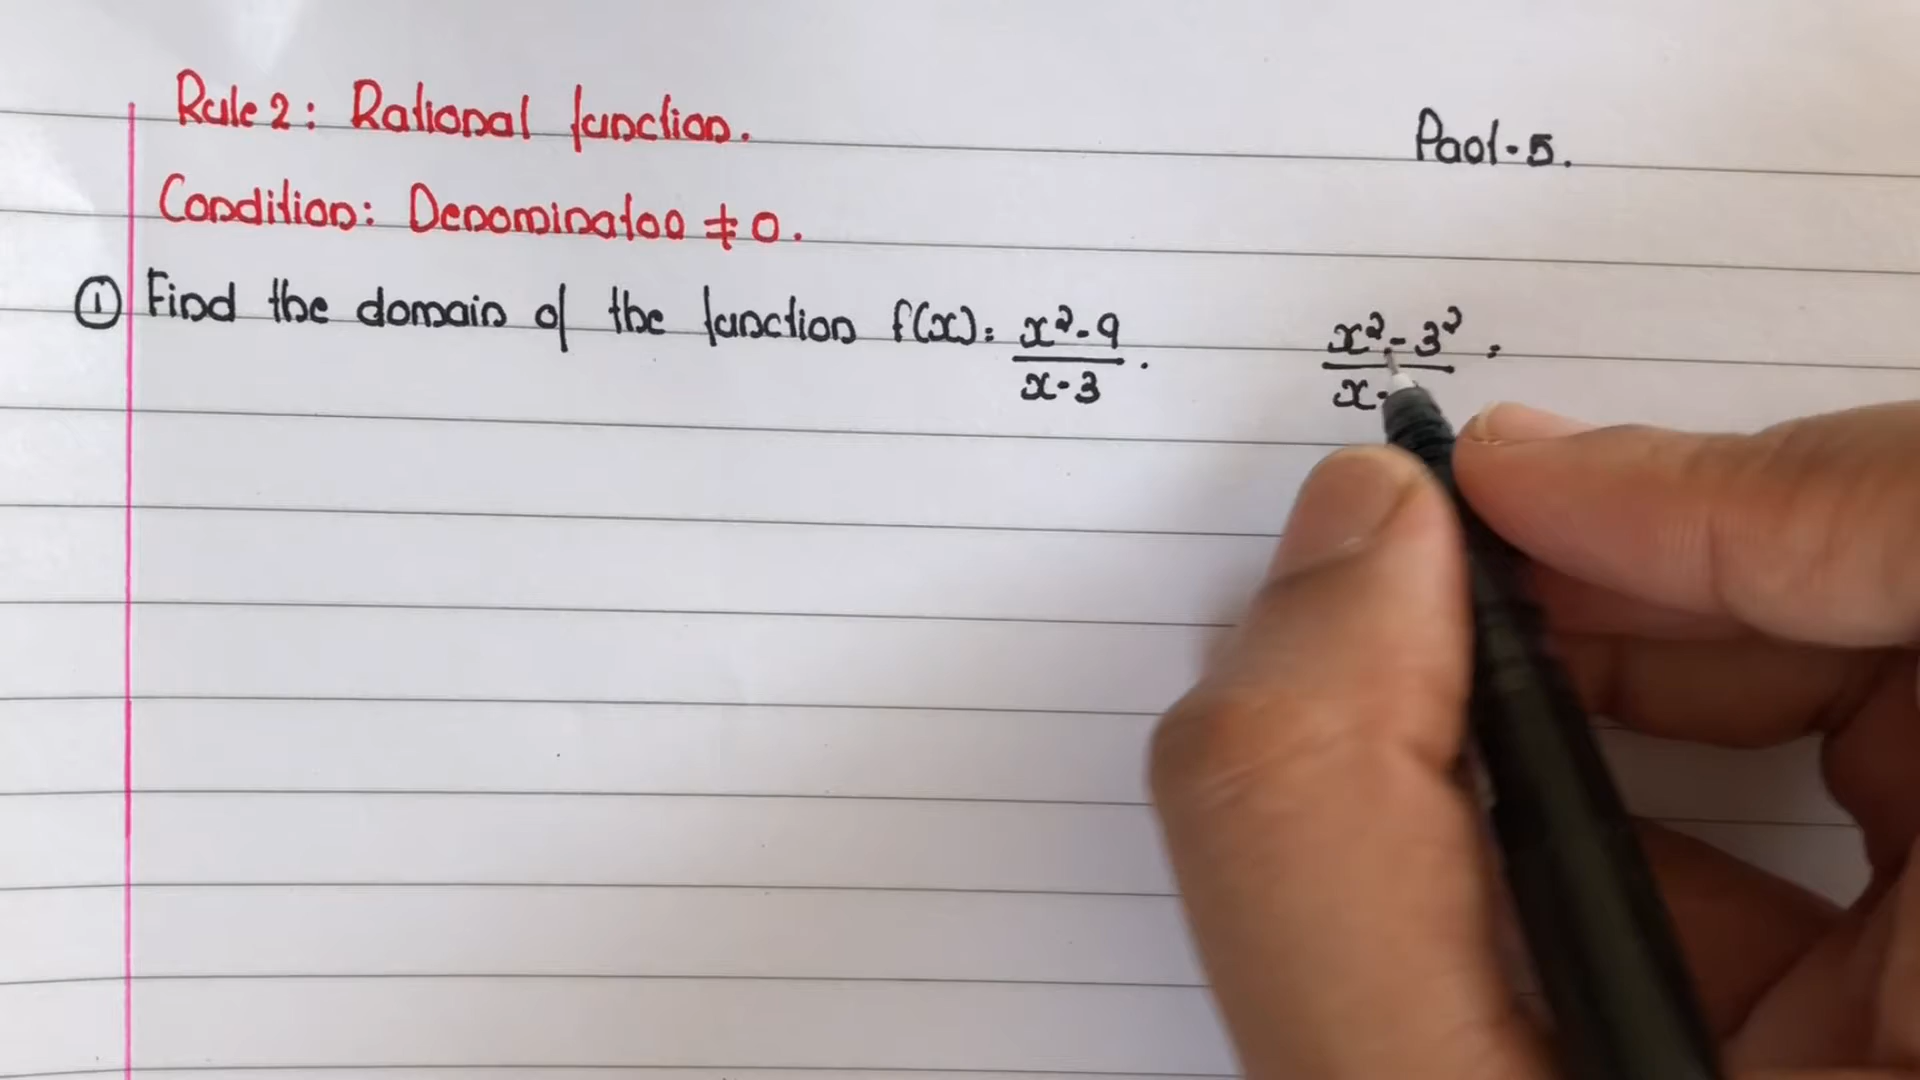 Rule 2: Rational function.
Part-5.
Condition: Denominator ≠ 0.
① Find the domain of the function f(x) = x²-9 / x-3 .
x²-3² / x- =